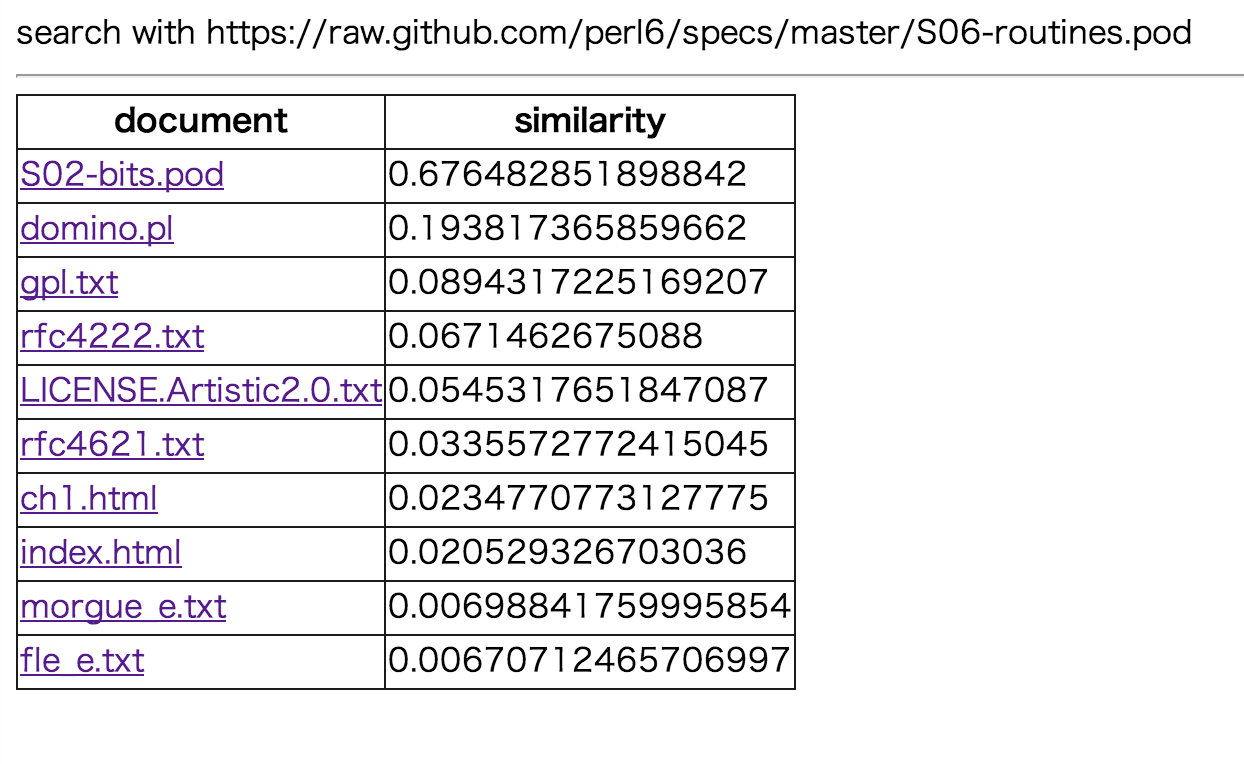 search with https://raw.github.com/perl6/specs/master/S06-routines.pod
document similarity
S02-bits.pod 0.676482851898842
domino.pl 0.193817365859662
gpl.txt 0.0894317225169207
rfc4222.txt 0.0671462675088
LICENSE.Artistic2.0.txt 0.0545317651847087
rfc4621.txt 0.0335572772415045
ch1.html 0.0234770773127775
index.html 0.020529326703036
morgue_e.txt 0.00698841759995854
fle_e.txt 0.00670712465706997